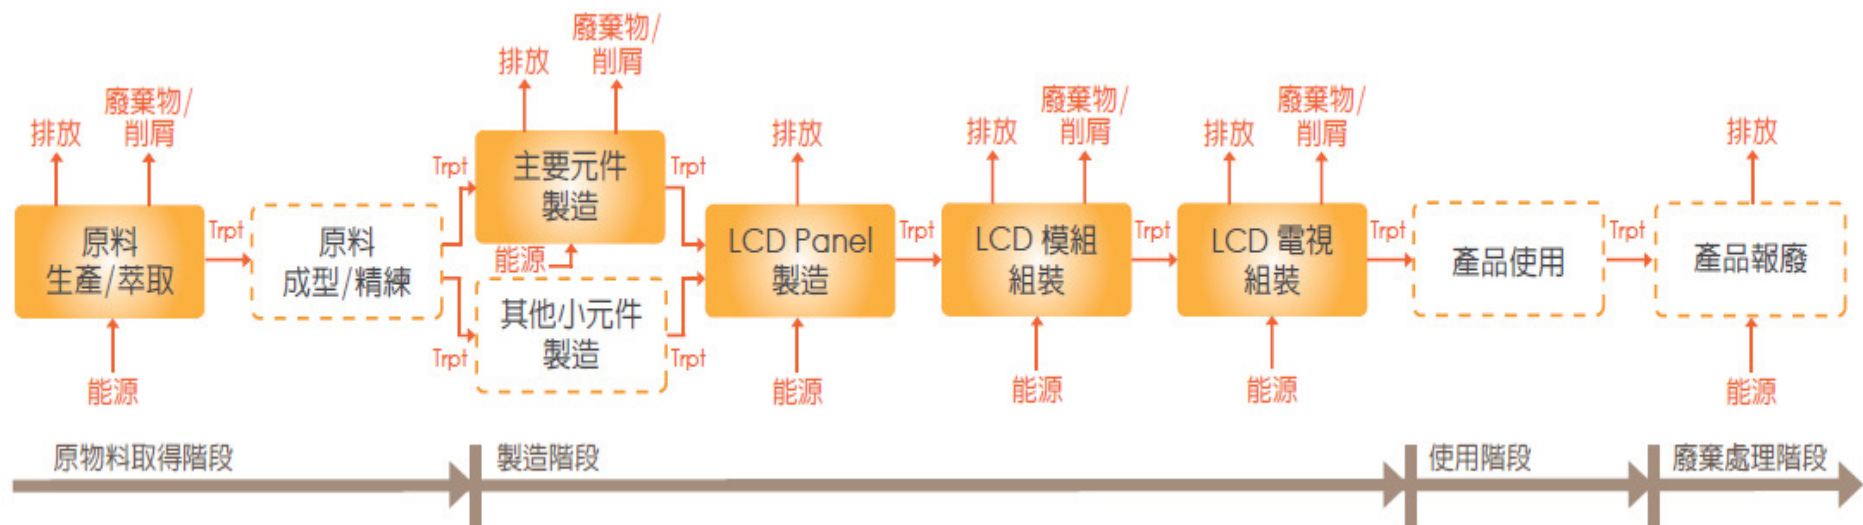 排放
廢棄物/
削屑
原料
生產/萃取
能源
Trpt
原料
成型/精練
Trpt
Trpt
排放
廢棄物/
削屑
主要元件
製造
能源
其他小元件
製造
Trpt
Trpt
排放
LCD Panel
製造
能源
Trpt
排放
廢棄物/
削屑
LCD 模組
組裝
能源
Trpt
排放
廢棄物/
削屑
LCD 電視
組裝
能源
Trpt
產品使用
Trpt
排放
產品報廢
能源
原物料取得階段
製造階段
使用階段
廢棄處理階段